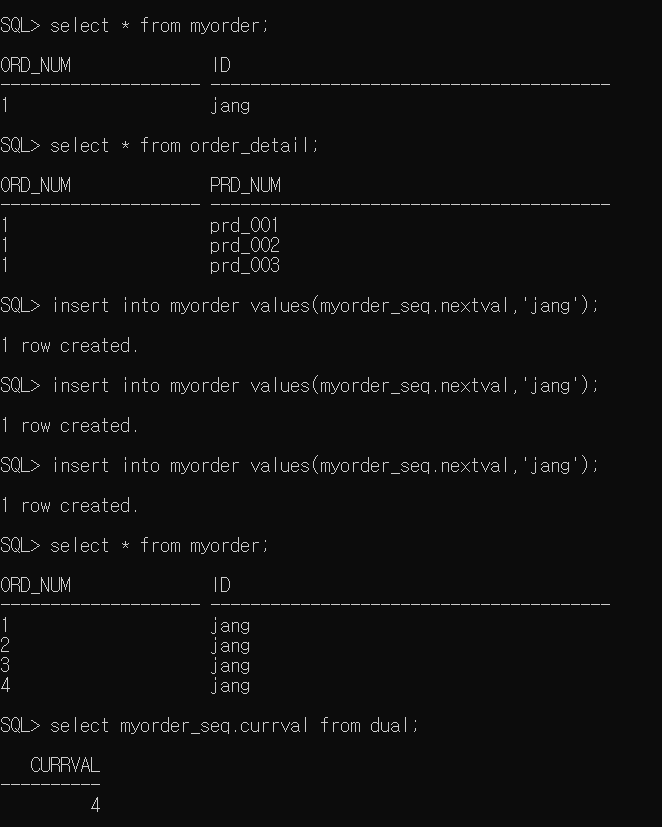 SQL> select * from myorder;
ORD_NUM ID
-------------------- ----------------------------------------
1 jang
SQL> select * from order_detail;
ORD_NUM PRD_NUM
-------------------- ----------------------------------------
1 prd_001
1 prd_002
1 prd_003
SQL> insert into myorder values(myorder_seq.nextval,'jang');
1 row created.
SQL> insert into myorder values(myorder_seq.nextval,'jang');
1 row created.
SQL> insert into myorder values(myorder_seq.nextval,'jang');
1 row created.
SQL> select * from myorder;
ORD_NUM ID
-------------------- ----------------------------------------
1 jang
2 jang
3 jang
4 jang
SQL> select myorder_seq.currval from dual;
CURRVAL
----------
4